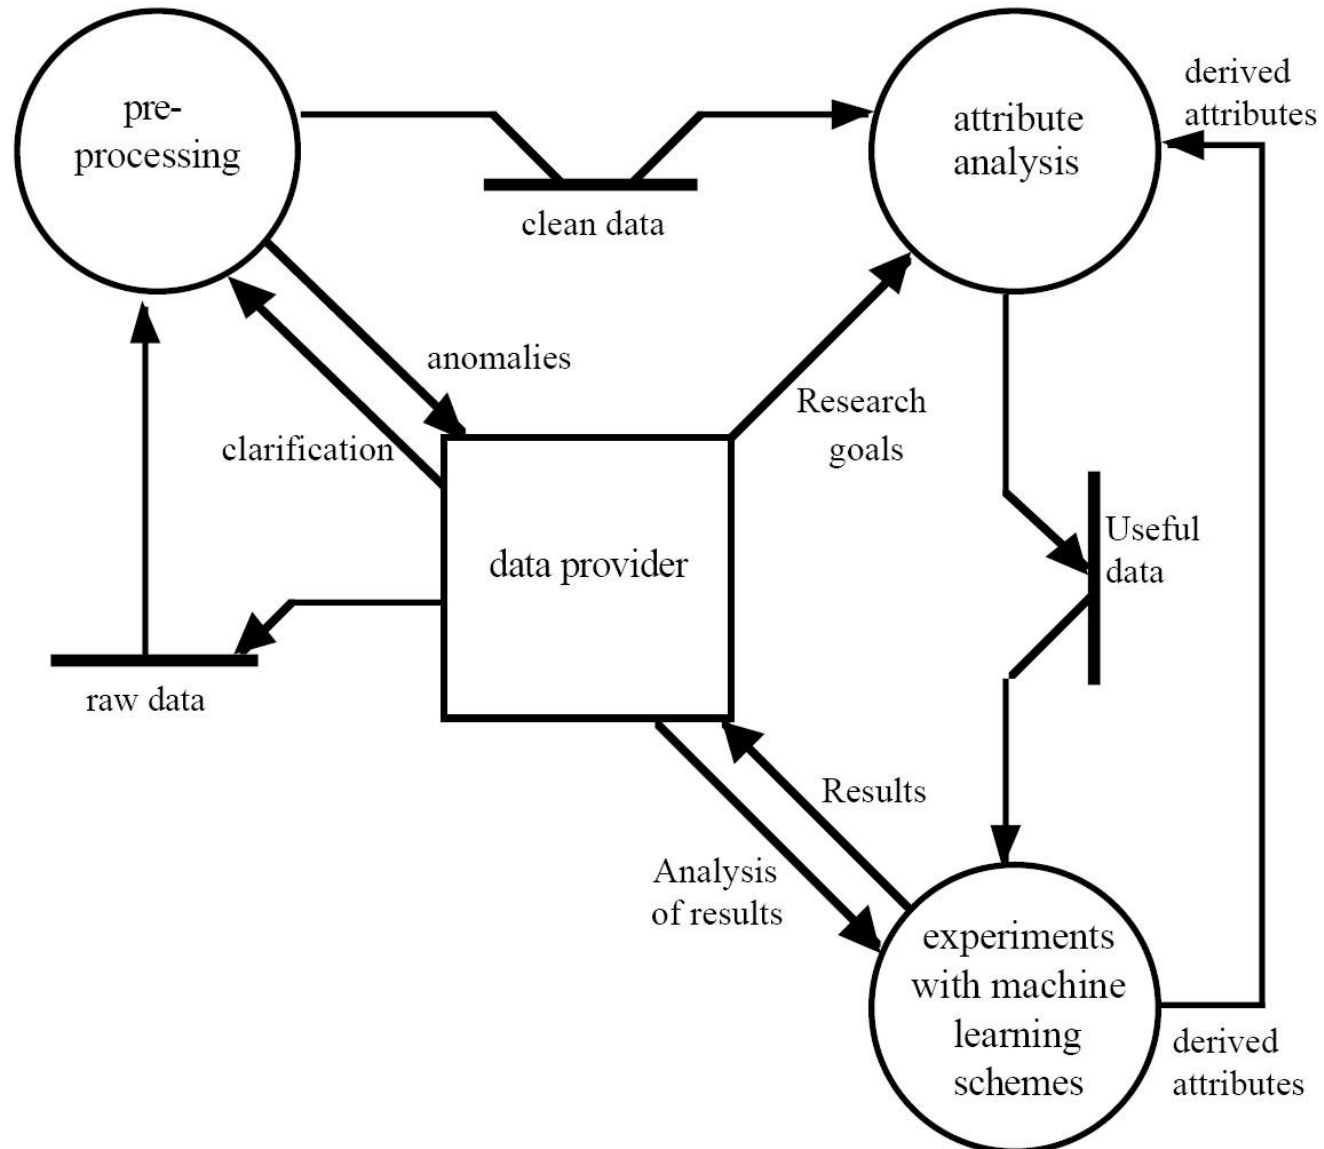 pre-
processing
attribute
analysis
derived
attributes
clean data
anomalies
clarification
Research
goals
data provider
Useful
data
raw data
Results
Analysis
of results
experiments
with machine
learning
schemes
derived
attributes